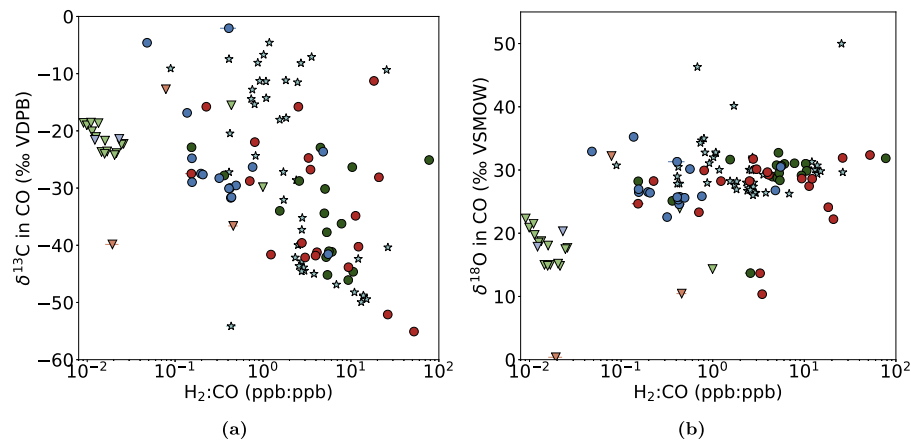 0
−10
−20
−30
−40
−50
−60
10⁻² 10⁻¹ 10⁰ 10¹ 10²
δ¹³C in CO (‰ VDPB)
H₂:CO (ppb:ppb)
(a)
50
40
30
20
10
0
10⁻² 10⁻¹ 10⁰ 10¹ 10²
δ¹⁸O in CO (‰ VSMOW)
H₂:CO (ppb:ppb)
(b)